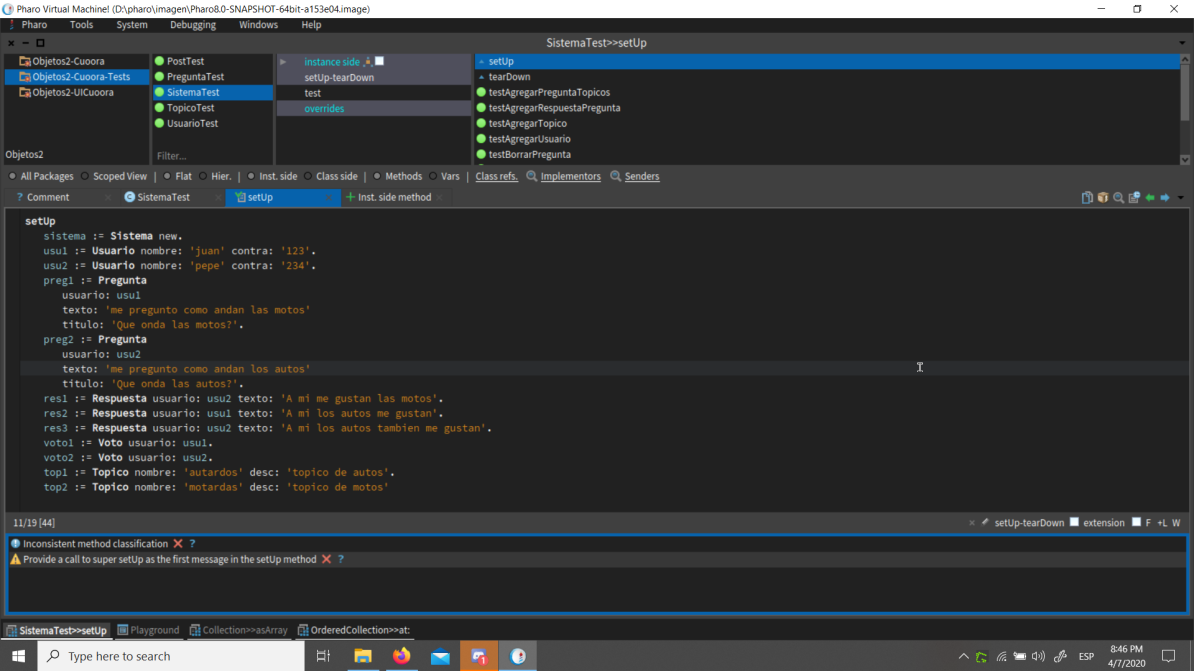 Pharo Virtual Machine! (D:\pharo\imagen\Pharo8.0-SNAPSHOT-64bit-a153e04.image)
Pharo Tools System Debugging Windows Help
SistemaTest>>setUp
Objetos2-Cuoora
Objetos2-Cuoora-Tests
Objetos2-UICuoora
Objetos2
PostTest
PreguntaTest
SistemaTest
TopicoTest
UsuarioTest
Filter...
instance side
setUp-tearDown
test
overrides
setUp
tearDown
testAgregarPreguntaTopicos
testAgregarRespuestaPregunta
testAgregarTopico
testAgregarUsuario
testBorrarPregunta
All Packages Scoped View | Flat Hier. | Inst. side Class side | Methods Vars | Class refs. Implementors Senders
? Comment SistemaTest setUp Inst. side method
setUp
sistema := Sistema new.
usu1 := Usuario nombre: 'juan' contra: '123'.
usu2 := Usuario nombre: 'pepe' contra: '234'.
preg1 := Pregunta
usuario: usu1
texto: 'me pregunto como andan las motos'
titulo: 'Que onda las motos?'.
preg2 := Pregunta
usuario: usu2
texto: 'me pregunto como andan los autos'
titulo: 'Que onda las autos?'.
res1 := Respuesta usuario: usu2 texto: 'A mi me gustan las motos'.
res2 := Respuesta usuario: usu1 texto: 'A mi los autos me gustan'.
res3 := Respuesta usuario: usu2 texto: 'A mi los autos tambien me gustan'.
voto1 := Voto usuario: usu1.
voto2 := Voto usuario: usu2.
top1 := Topico nombre: 'autardos' desc: 'topico de autos'.
top2 := Topico nombre: 'motardas' desc: 'topico de motos'
11/19 [44] setUp-tearDown extension F +L W
Inconsistent method classification ?
Provide a call to super setUp as the first message in the setUp method ?
SistemaTest>>setUp Playground Collection>>asArray OrderedCollection>>at:
Type here to search
1
ESP
8:46 PM
4/7/2020